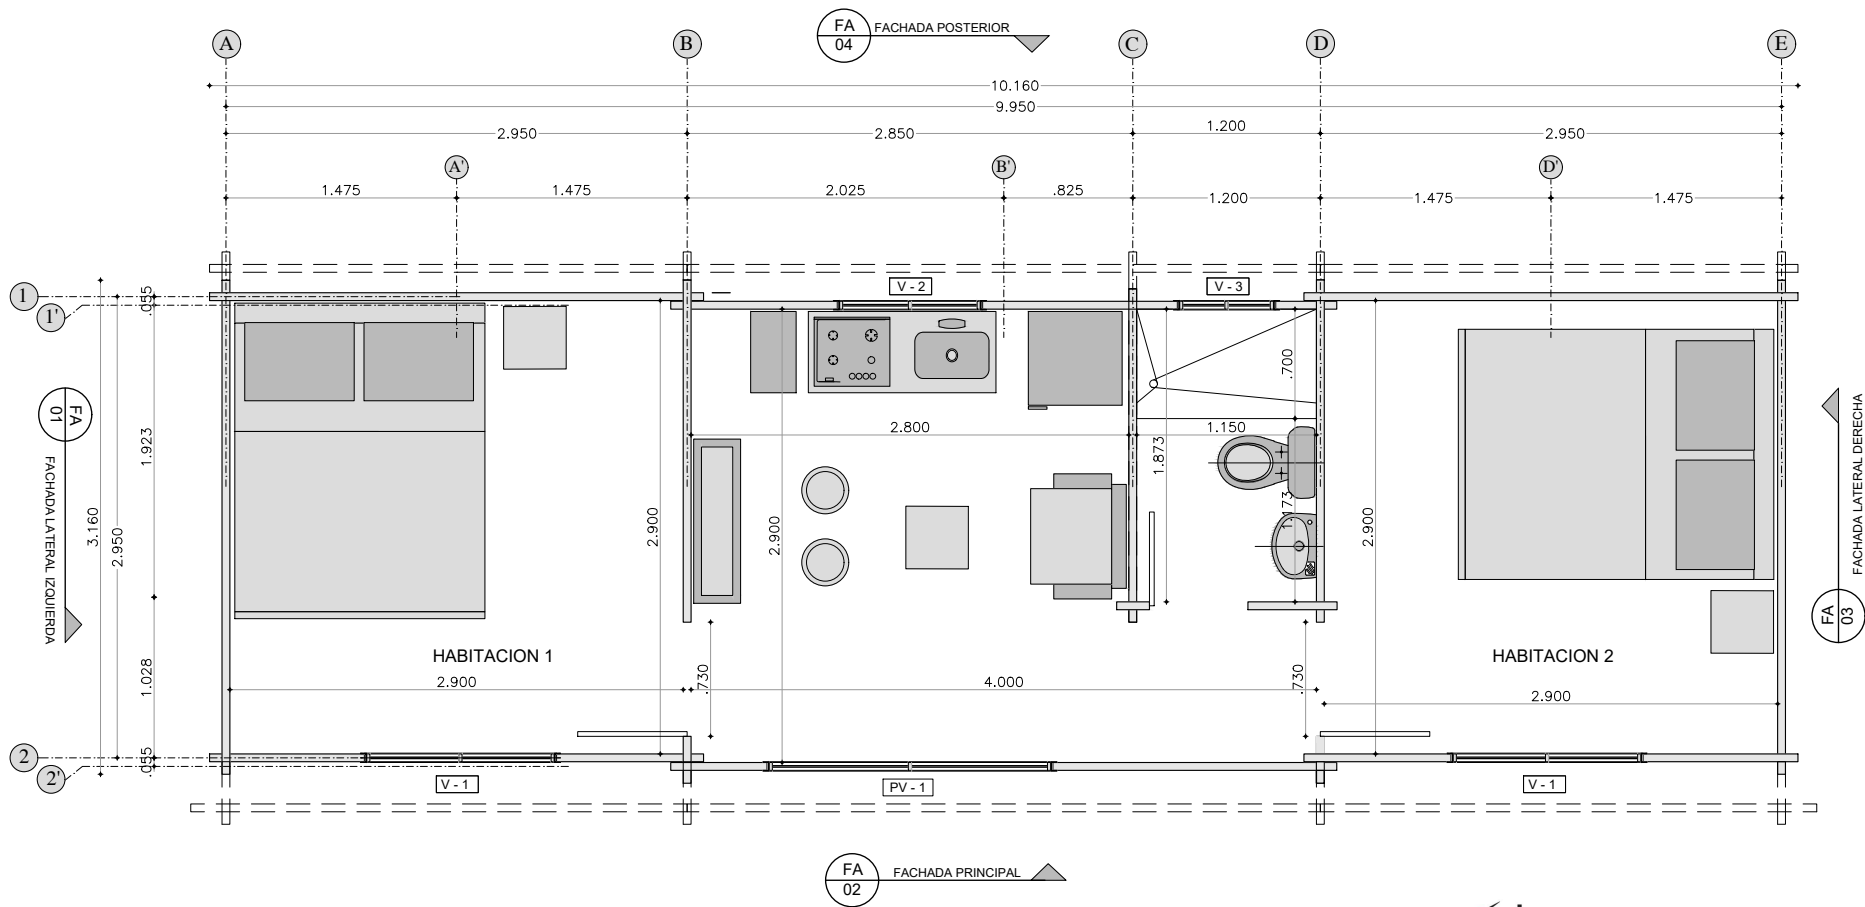 FA
04
FACHADA POSTERIOR
A
B
C
D
E
10.160
9.950
2.950
2.850
1.200
2.950
A'
B'
D'
1.475
1.475
2.025
.825
1.200
1.475
1.475
1
1'
.055
V - 2
V - 3
.700
FA
01
FACHADA LATERAL IZQUIERDA
1.923
3.160
2.950
2.900
2.800
1.150
1.873
1.173
2.900
2.900
FACHADA LATERAL DERECHA
FA
03
HABITACION 1
HABITACION 2
1.028
2.900
.730
4.000
.730
2.900
2
2'
.055
V - 1
PV - 1
V - 1
FA
02
FACHADA PRINCIPAL